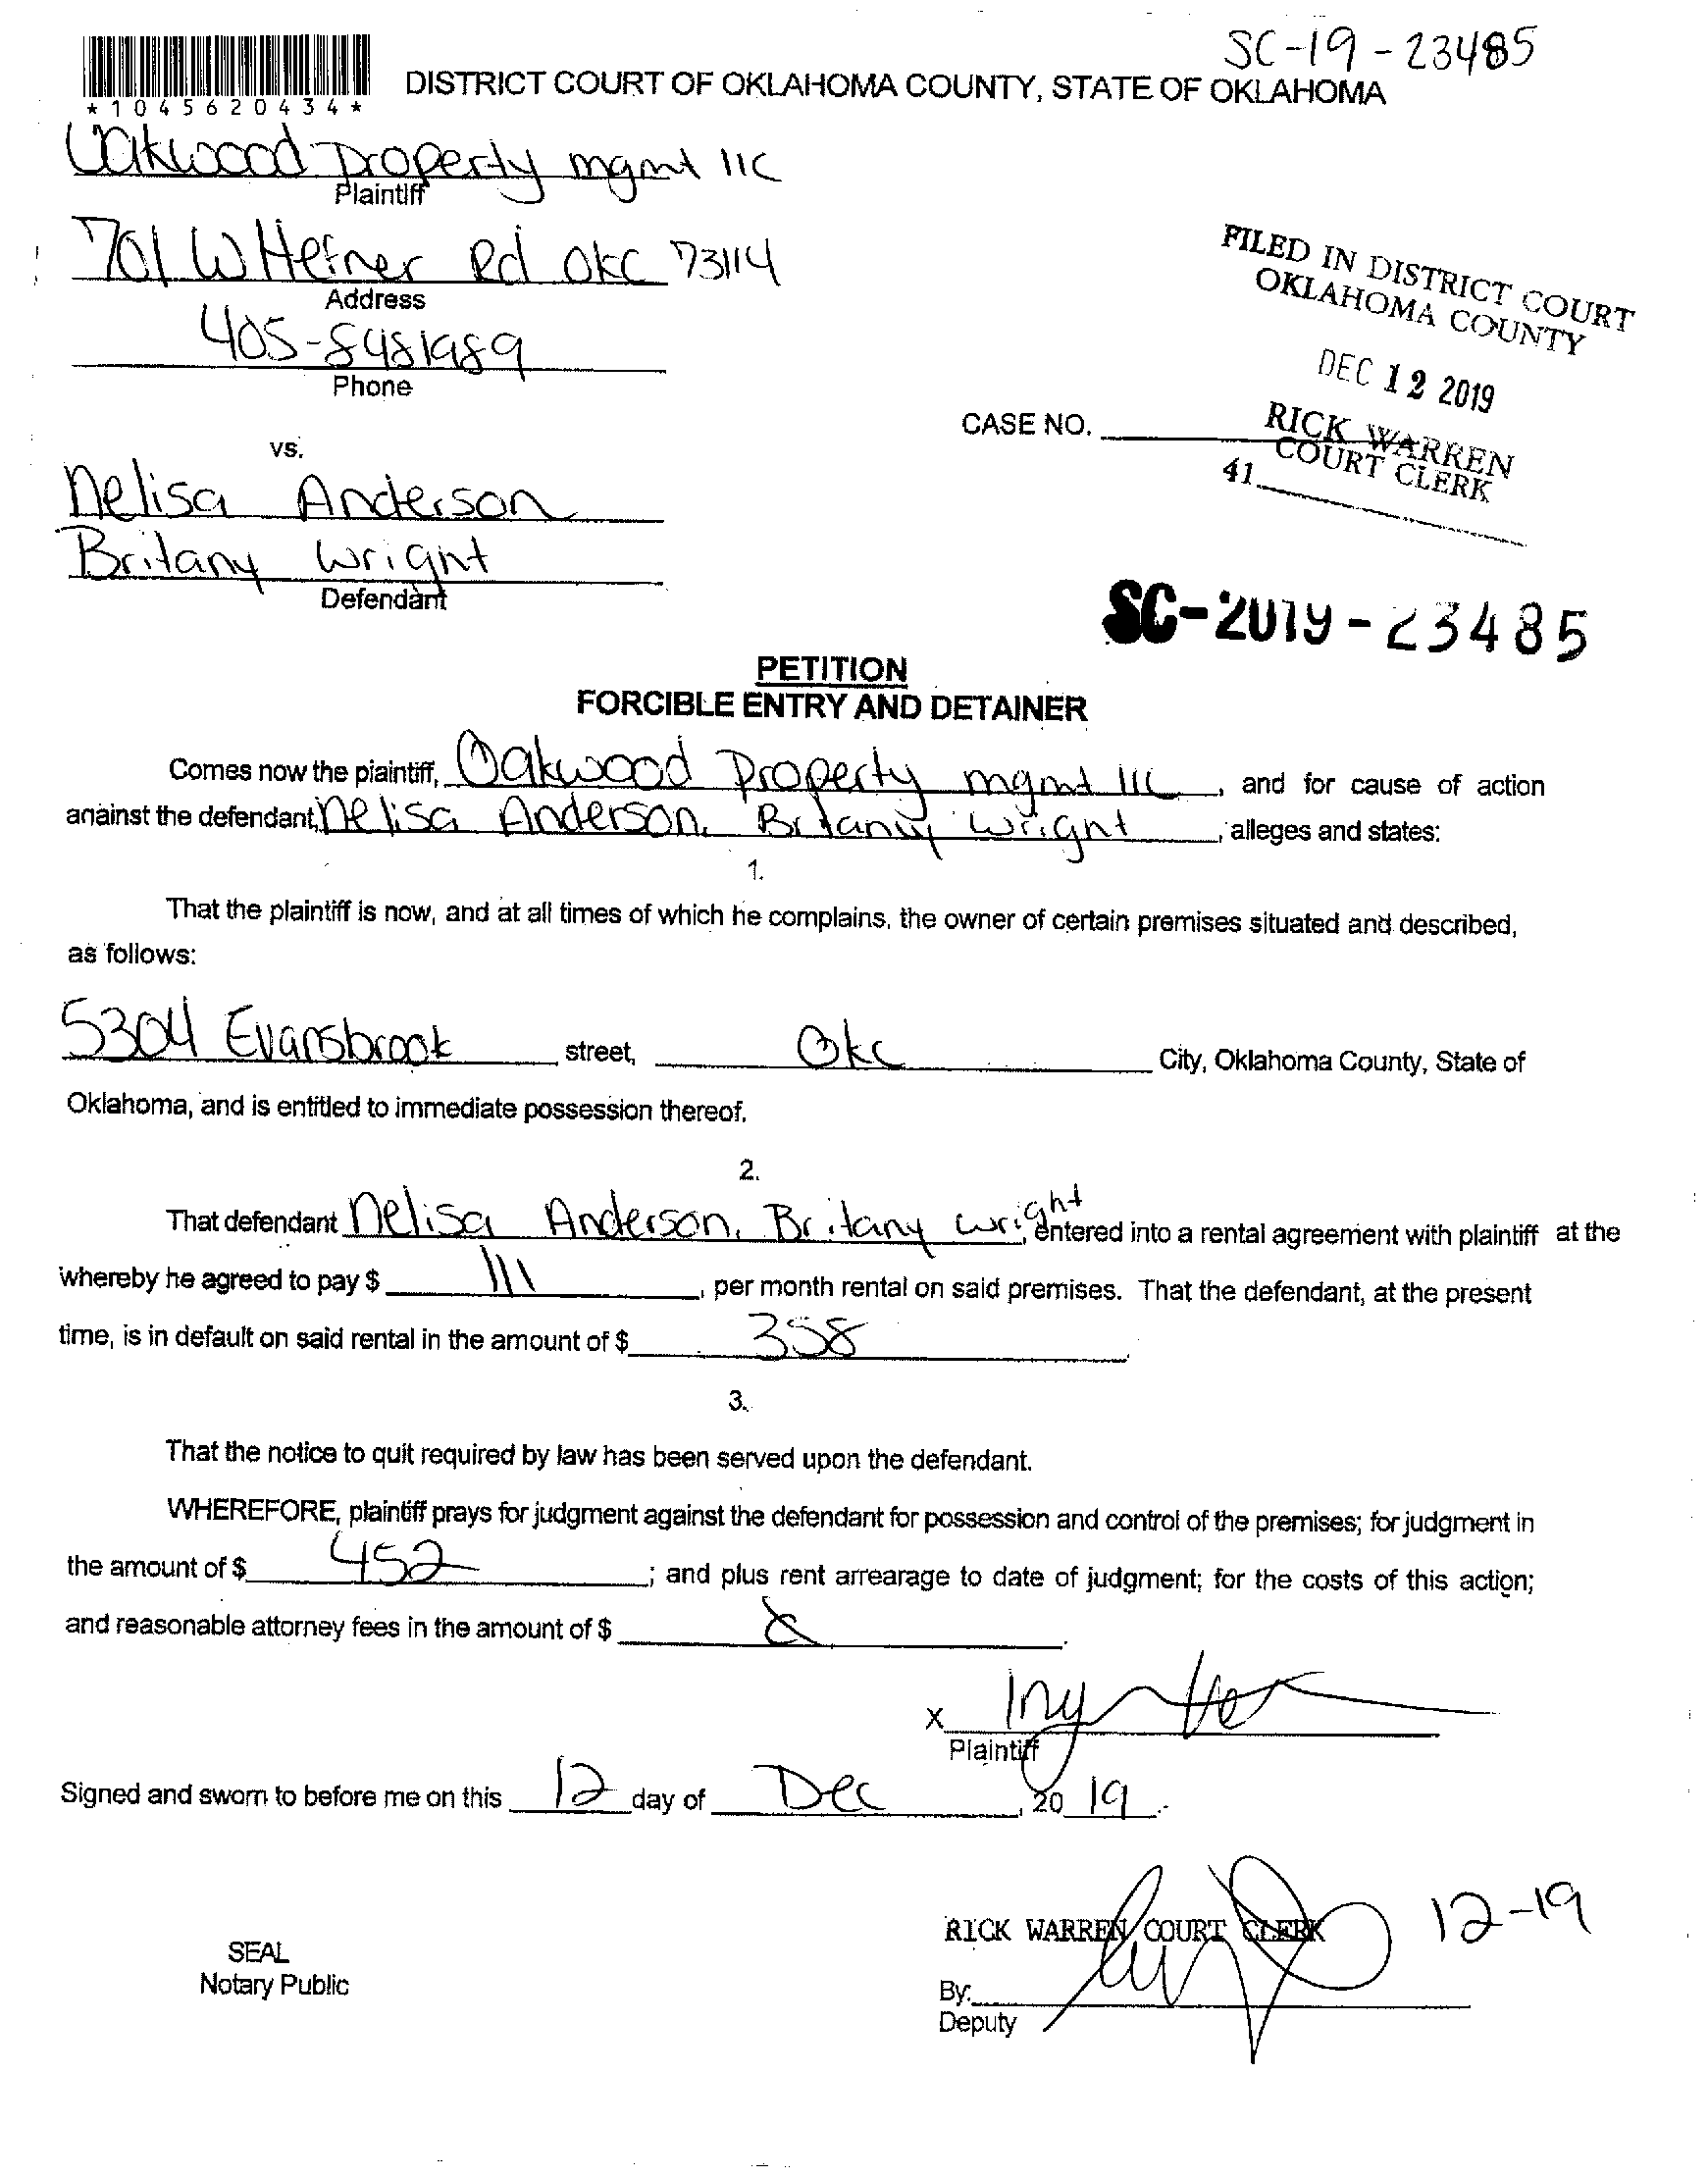 SC-19-23485
*1045620434*
DISTRICT COURT OF OKLAHOMA COUNTY, STATE OF OKLAHOMA
Oakwood Property mgmt llc
Plaintiff
701 W Hefner Rd OKC 73114
Address
405-8481989
Phone
FILED IN DISTRICT COURT
OKLAHOMA COUNTY
DEC 12 2019
RICK WARREN
COURT CLERK
41
CASE NO.
vs.
Nelisa Anderson
Britany Wright
Defendant
SC-2019-23485
PETITION
FORCIBLE ENTRY AND DETAINER
Comes now the plaintiff, Oakwood Property mgmt llc, and for cause of action
against the defendant, Nelisa Anderson, Britany Wright, alleges and states:
1.
That the plaintiff is now, and at all times of which he complains, the owner of certain premises situated and described,
as follows:
5304 Evansbrook street, OKC City, Oklahoma County, State of
Oklahoma, and is entitled to immediate possession thereof.
2.
That defendant Nelisa Anderson, Britany Wright, entered into a rental agreement with plaintiff at the
whereby he agreed to pay $ 111, per month rental on said premises. That the defendant, at the present
time, is in default on said rental in the amount of $ 358.
3.
That the notice to quit required by law has been served upon the defendant.
WHEREFORE, plaintiff prays for judgment against the defendant for possession and control of the premises; for judgment in
the amount of $ 452; and plus rent arrearage to date of judgment; for the costs of this action;
and reasonable attorney fees in the amount of $
X
Plaintiff
Signed and sworn to before me on this 12 day of Dec, 20 19.
RICK WARREN COURT CLERK 12-19
SEAL
Notary Public
By:
Deputy